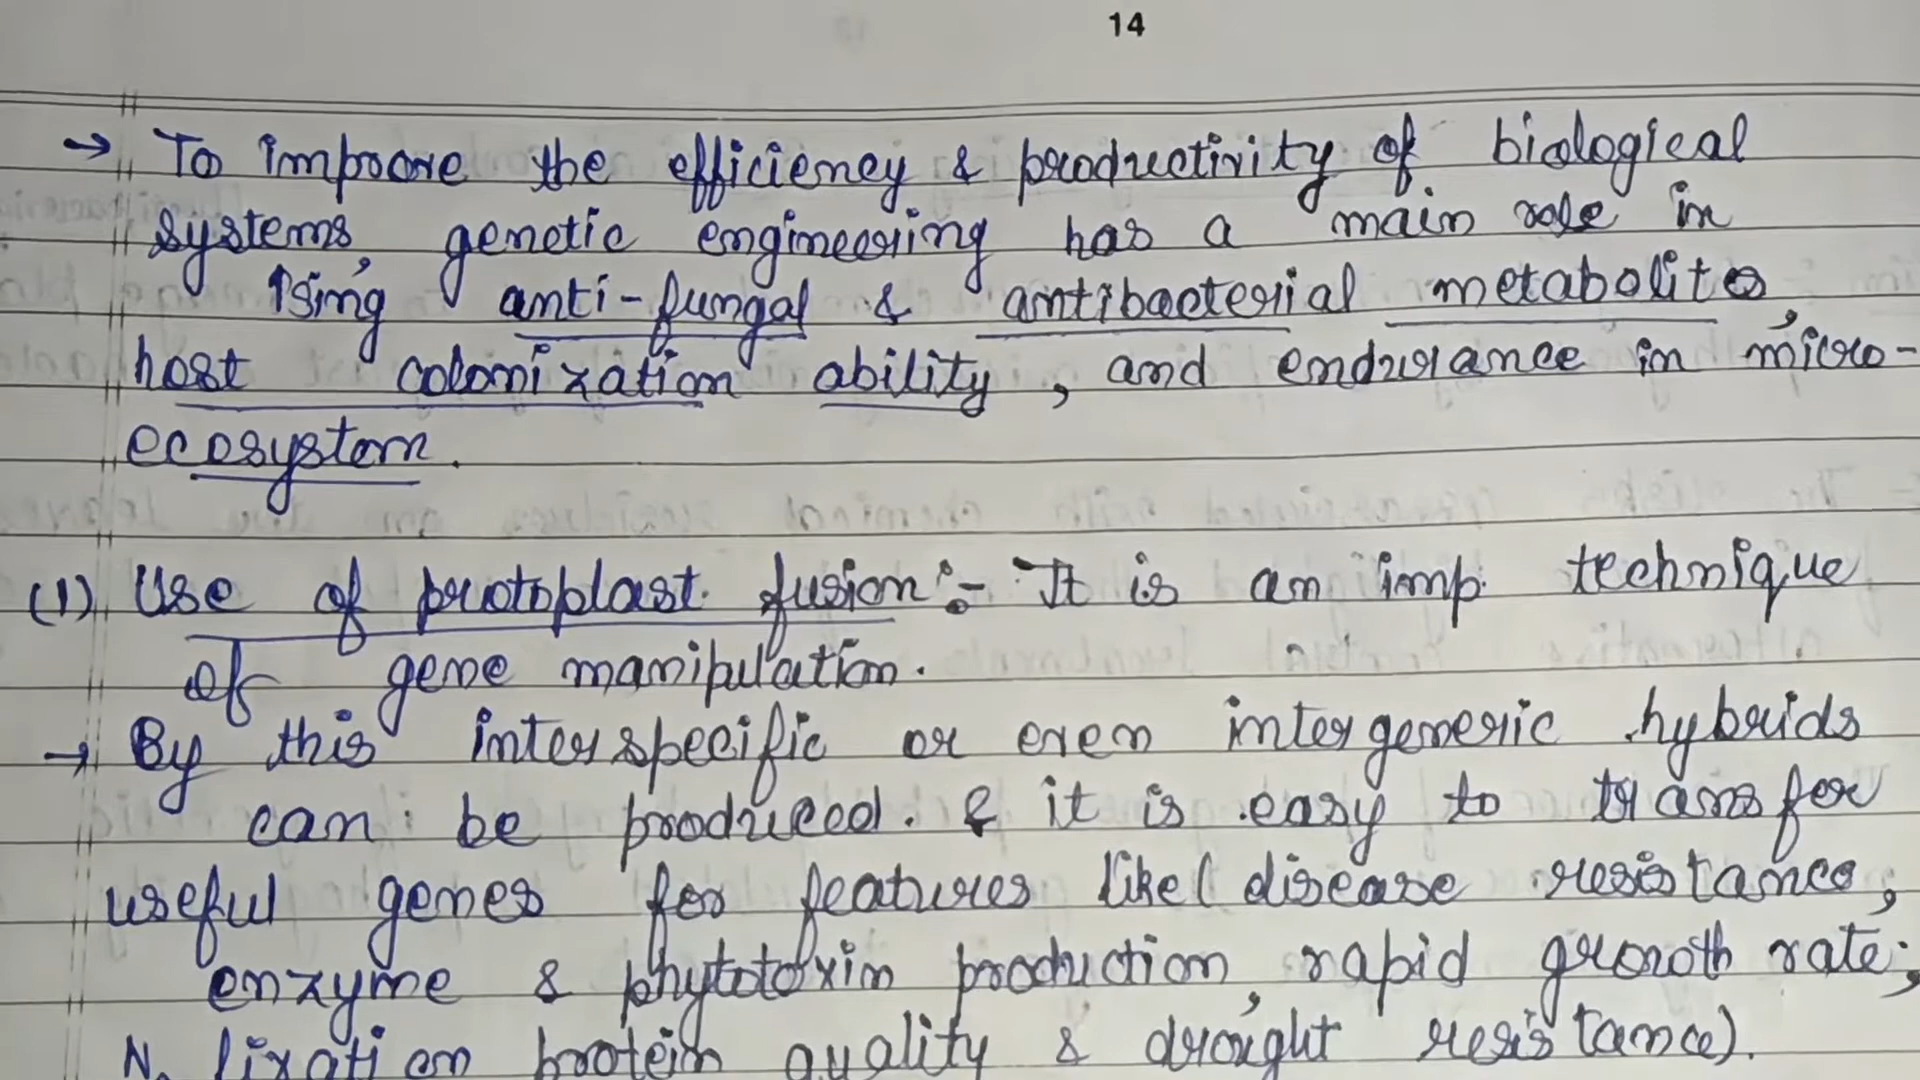 14
→ To improve the efficiency & productivity of biological
systems, genetic engineering has a main role in
using anti-fungal & antibacterial metabolites,
host colonization ability, and endurance in micro-
ecosystem.
(1) Use of protoplast fusion :- It is an imp. technique
of gene manipulation.
→ By this interspecific or even intergeneric hybrids
can be produced. & it is easy to transfer
useful genes for features like (disease resistance,
enzyme & phytotoxin production, rapid growth rate,
N2 fixation protein quality & drought resistance).